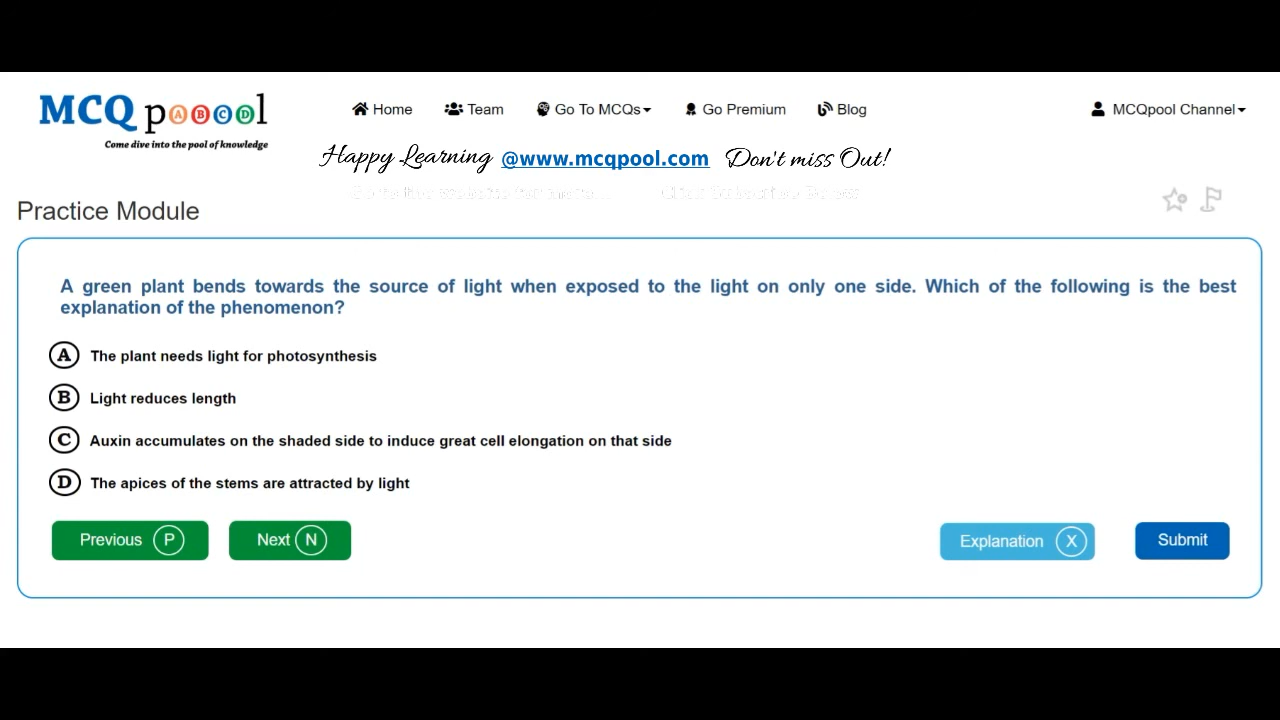 MCQ pooool
Come dive into the pool of knowledge
Home Team Go To MCQs Go Premium Blog MCQpool Channel
Happy Learning @www.mcqpool.com Don't miss Out!
Practice Module
A green plant bends towards the source of light when exposed to the light on only one side. Which of the following is the best
explanation of the phenomenon?
A The plant needs light for photosynthesis
B Light reduces length
C Auxin accumulates on the shaded side to induce great cell elongation on that side
D The apices of the stems are attracted by light
Previous P Next N Explanation X Submit